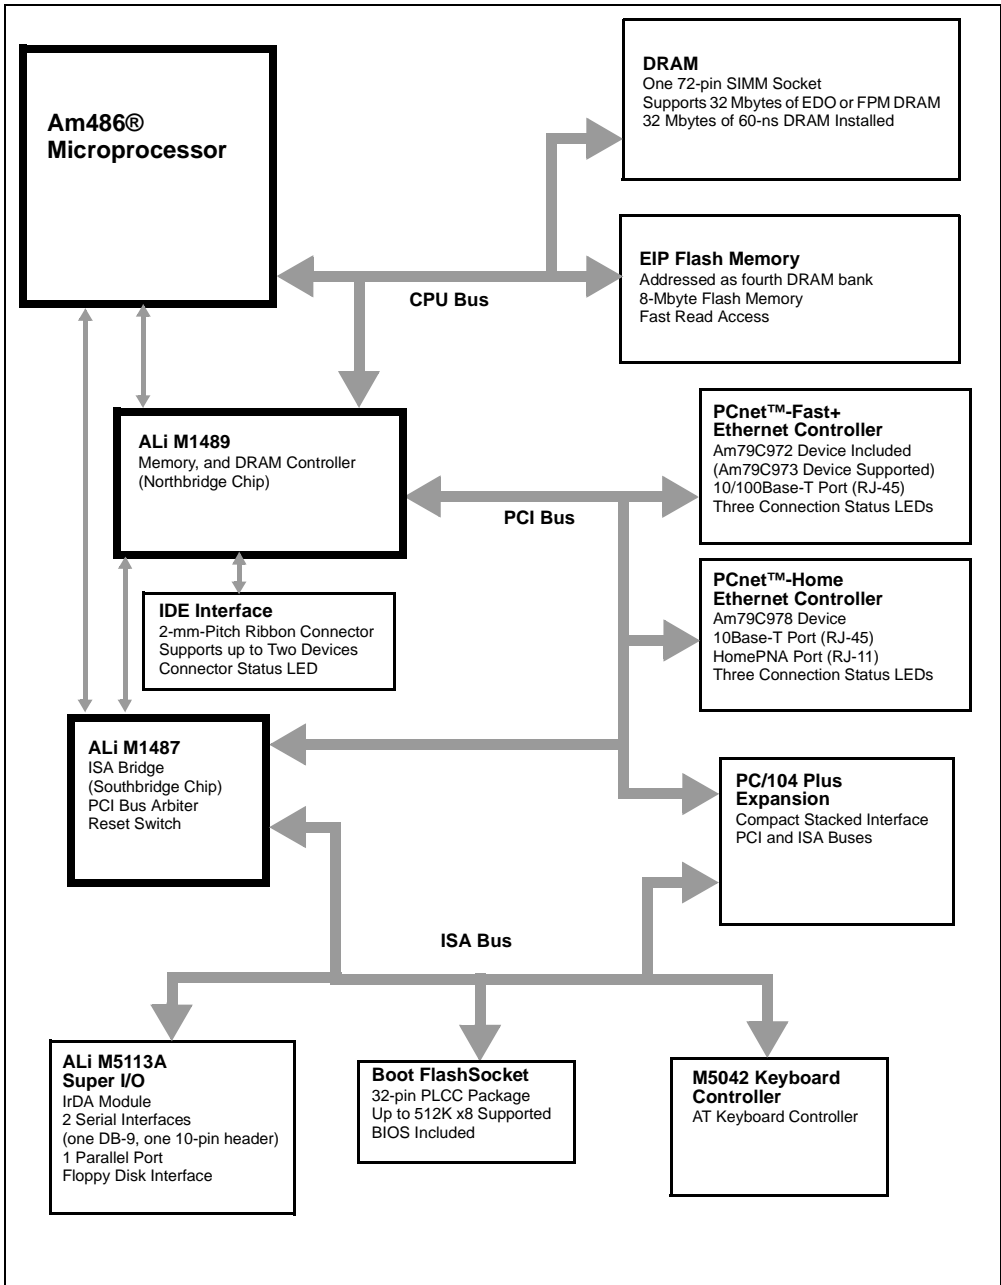 Am486®
Microprocessor
DRAM
One 72-pin SIMM Socket
Supports 32 Mbytes of EDO or FPM DRAM
32 Mbytes of 60-ns DRAM Installed
EIP Flash Memory
Addressed as fourth DRAM bank
8-Mbyte Flash Memory
Fast Read Access
CPU Bus
ALi M1489
Memory, and DRAM Controller
(Northbridge Chip)
PCnet™-Fast+
Ethernet Controller
Am79C972 Device Included
(Am79C973 Device Supported)
10/100Base-T Port (RJ-45)
Three Connection Status LEDs
PCI Bus
IDE Interface
2-mm-Pitch Ribbon Connector
Supports up to Two Devices
Connector Status LED
PCnet™-Home
Ethernet Controller
Am79C978 Device
10Base-T Port (RJ-45)
HomePNA Port (RJ-11)
Three Connection Status LEDs
ALi M1487
ISA Bridge
(Southbridge Chip)
PCI Bus Arbiter
Reset Switch
PC/104 Plus
Expansion
Compact Stacked Interface
PCI and ISA Buses
ISA Bus
ALi M5113A
Super I/O
IrDA Module
2 Serial Interfaces
(one DB-9, one 10-pin header)
1 Parallel Port
Floppy Disk Interface
Boot FlashSocket
32-pin PLCC Package
Up to 512K x8 Supported
BIOS Included
M5042 Keyboard
Controller
AT Keyboard Controller